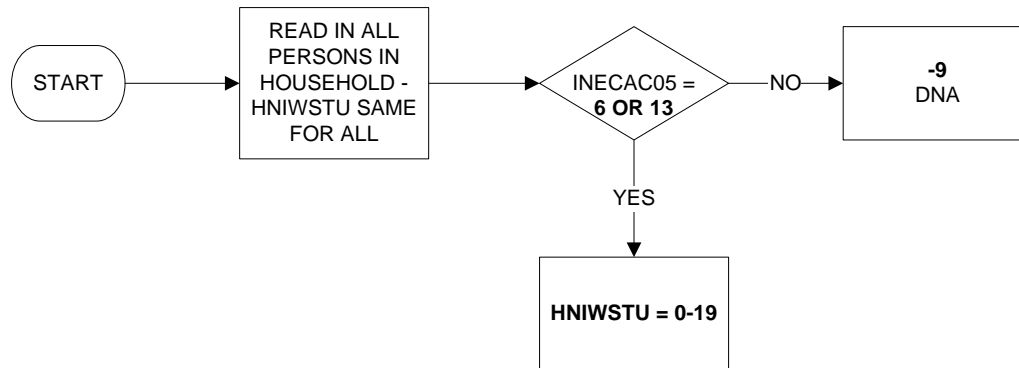 START
READ IN ALL
PERSONS IN
HOUSEHOLD -
HNIWSTU SAME
FOR ALL
INECAC05 =
6 OR 13
NO
-9
DNA
YES
HNIWSTU = 0-19